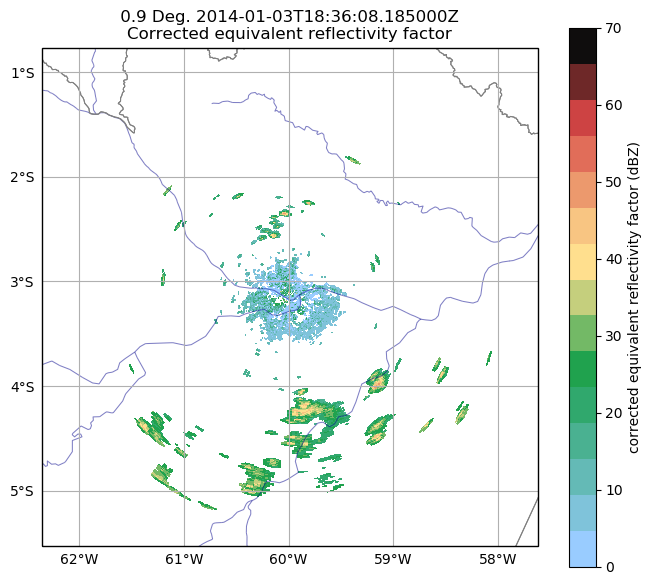 0.9 Deg. 2014-01-03T18:36:08.185000Z
Corrected equivalent reflectivity factor
1°S
2°S
3°S
4°S
5°S
62°W 61°W 60°W 59°W 58°W
70
60
50
40
30
20
10
0
corrected equivalent reflectivity factor (dBZ)